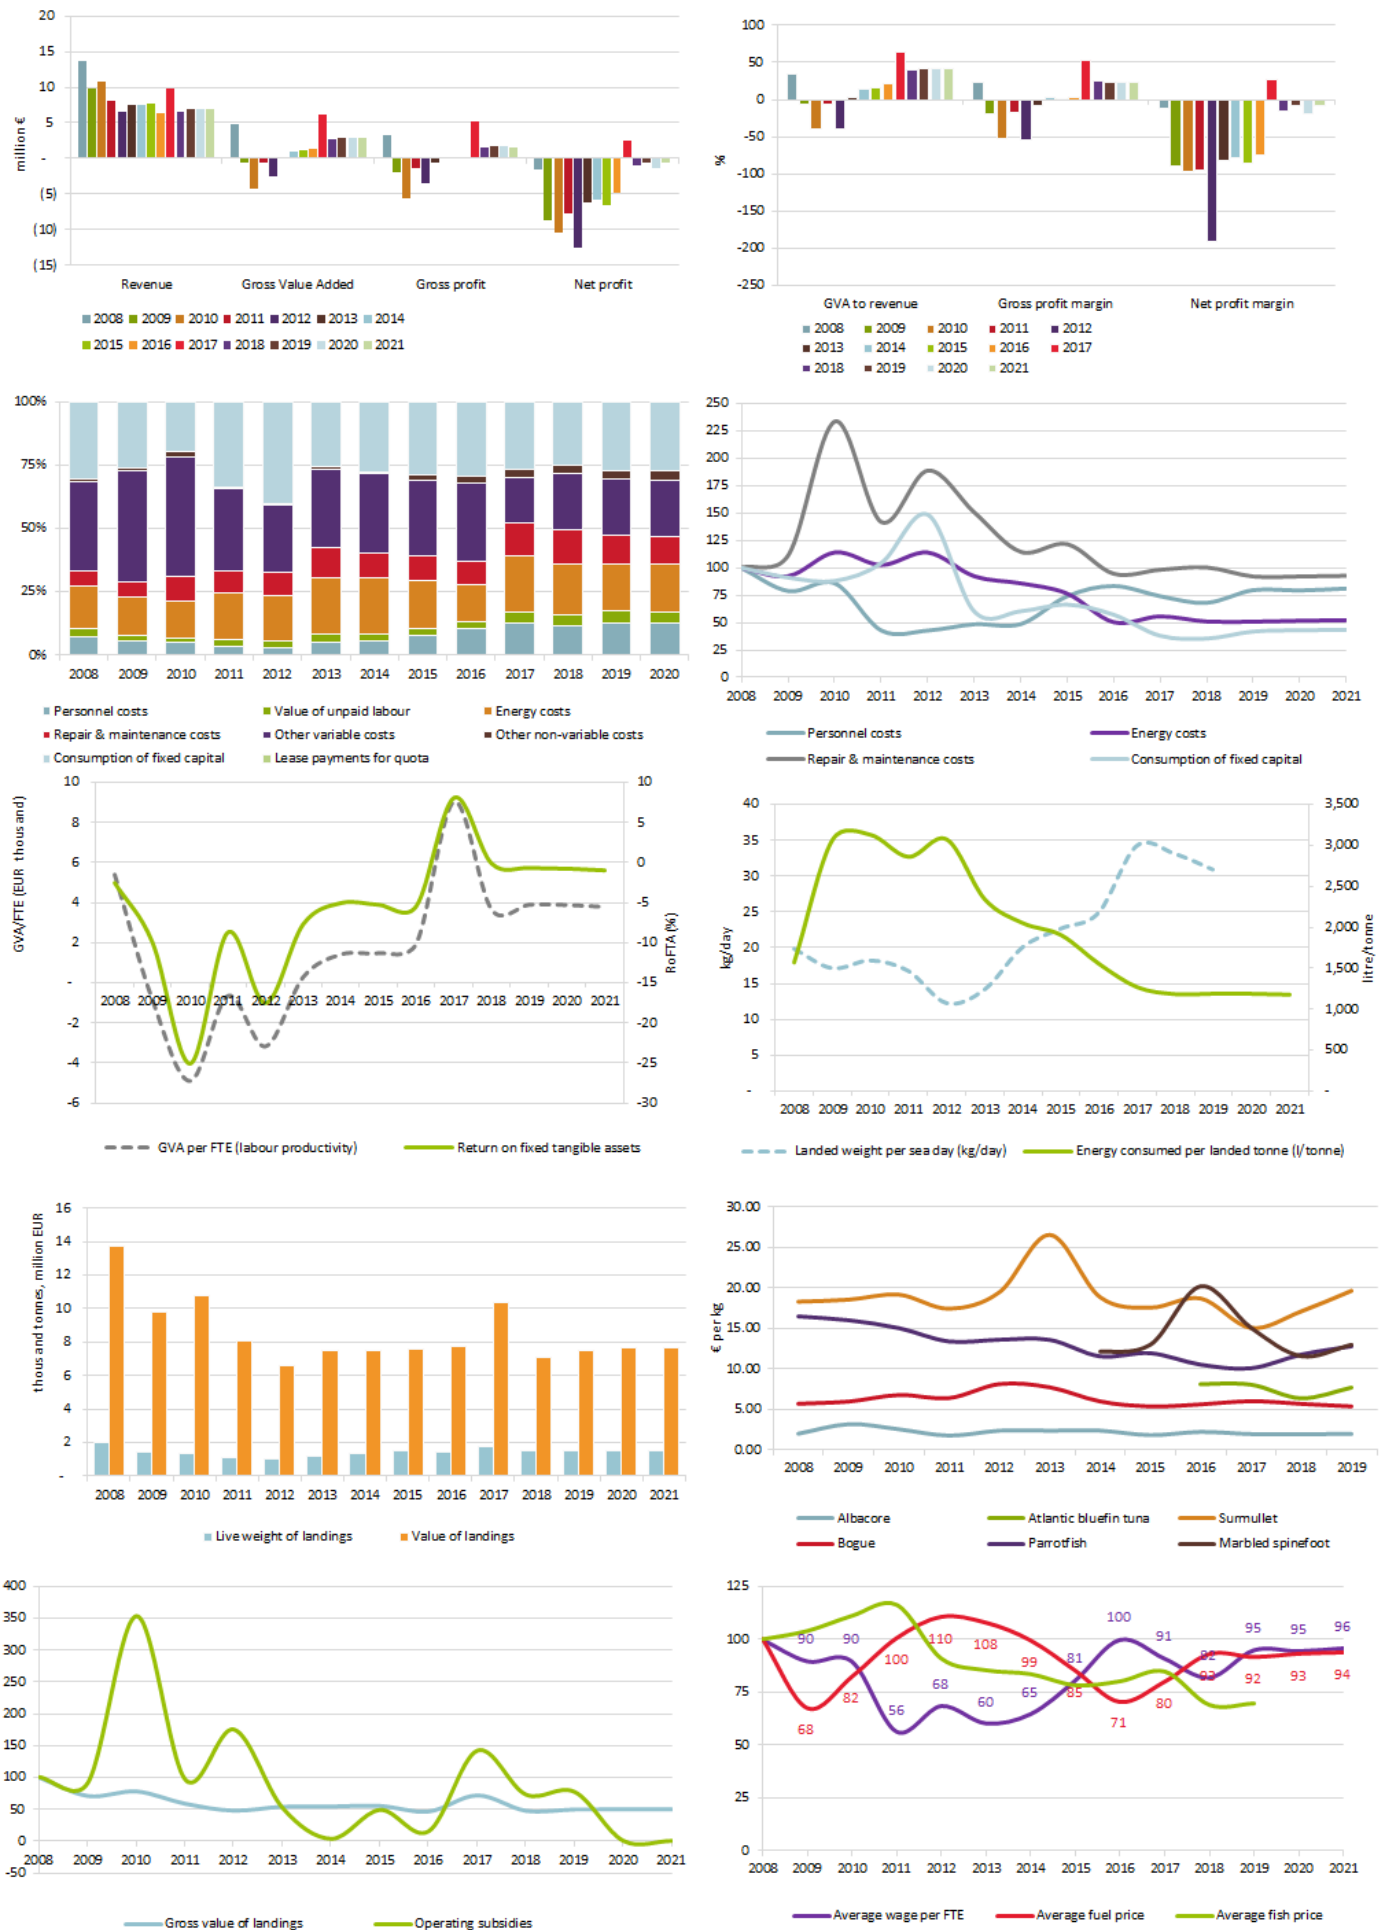 20
15
10
5
-
(5)
(10)
(15)
million €
Revenue Gross Value Added Gross profit Net profit
2008 2009 2010 2011 2012 2013 2014
2015 2016 2017 2018 2019 2020 2021
100
50
0
-50
-100
-150
-200
-250
%
GVA to revenue Gross profit margin Net profit margin
2008 2009 2010 2011 2012
2013 2014 2015 2016 2017
2018 2019 2020 2021
100%
75%
50%
25%
0%
2008 2009 2010 2011 2012 2013 2014 2015 2016 2017 2018 2019 2020
Personnel costs Value of unpaid labour Energy costs
Repair & maintenance costs Other variable costs Other non-variable costs
Consumption of fixed capital Lease payments for quota
250
225
200
175
150
125
100
75
50
25
0
2008 2009 2010 2011 2012 2013 2014 2015 2016 2017 2018 2019 2020 2021
Personnel costs Energy costs
Repair & maintenance costs Consumption of fixed capital
GVA/FTE (EUR thousand)
10
8
6
4
2
-
-2
-4
-6
2008 2009 2010 2011 2012 2013 2014 2015 2016 2017 2018 2019 2020 2021
10
5
0
-5
-10
-15
-20
-25
-30
RoFTA (%)
GVA per FTE (labour productivity) Return on fixed tangible assets
kg/day
40
35
30
25
20
15
10
5
-
2008 2009 2010 2011 2012 2013 2014 2015 2016 2017 2018 2019 2020 2021
3,500
3,000
2,500
2,000
1,500
1,000
500
-
litre/tonne
Landed weight per sea day (kg/day) Energy consumed per landed tonne (l/tonne)
thousand tonnes, million EUR
16
14
12
10
8
6
4
2
-
2008 2009 2010 2011 2012 2013 2014 2015 2016 2017 2018 2019 2020 2021
Live weight of landings Value of landings
€ per kg
30.00
25.00
20.00
15.00
10.00
5.00
0.00
2008 2009 2010 2011 2012 2013 2014 2015 2016 2017 2018 2019
Albacore Atlantic bluefin tuna Surmullet
Bogue Parrotfish Marbled spinefoot
400
350
300
250
200
150
100
50
0
-50
2008 2009 2010 2011 2012 2013 2014 2015 2016 2017 2018 2019 2020 2021
Gross value of landings Operating subsidies
125
100
75
50
25
0
90 90 56 68 60 65 81 100 91 82 95 95 96
68 82 100 110 108 99 85 71 80 93 92 93 94
2008 2009 2010 2011 2012 2013 2014 2015 2016 2017 2018 2019 2020 2021
Average wage per FTE Average fuel price Average fish price